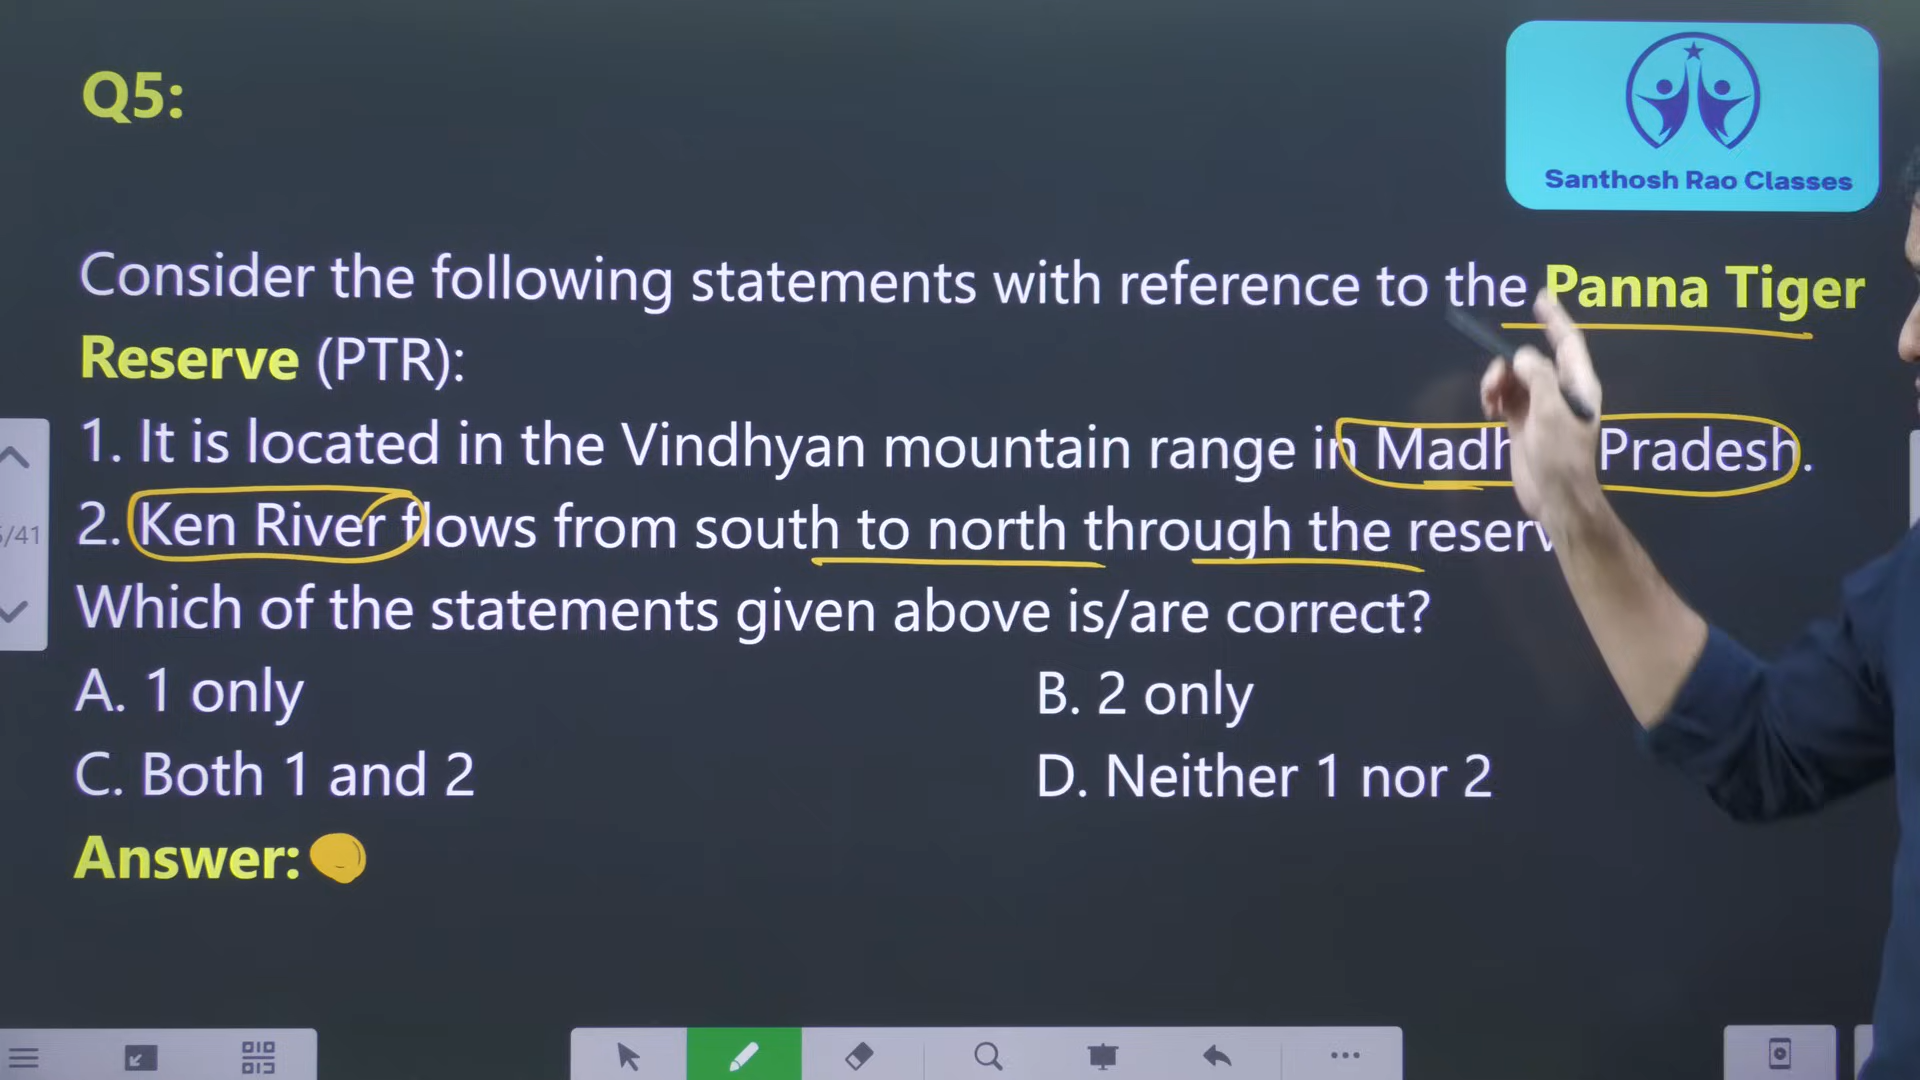 Q5:
Santhosh Rao Classes
Consider the following statements with reference to the Panna Tiger
Reserve (PTR):
1. It is located in the Vindhyan mountain range in Pradesh.
2. Ken River flows from south to north through the
Which of the statements given above is/are correct?
A. 1 only
B. 2 only
C. Both 1 and 2
D. Neither 1 nor 2
Answer:
/41